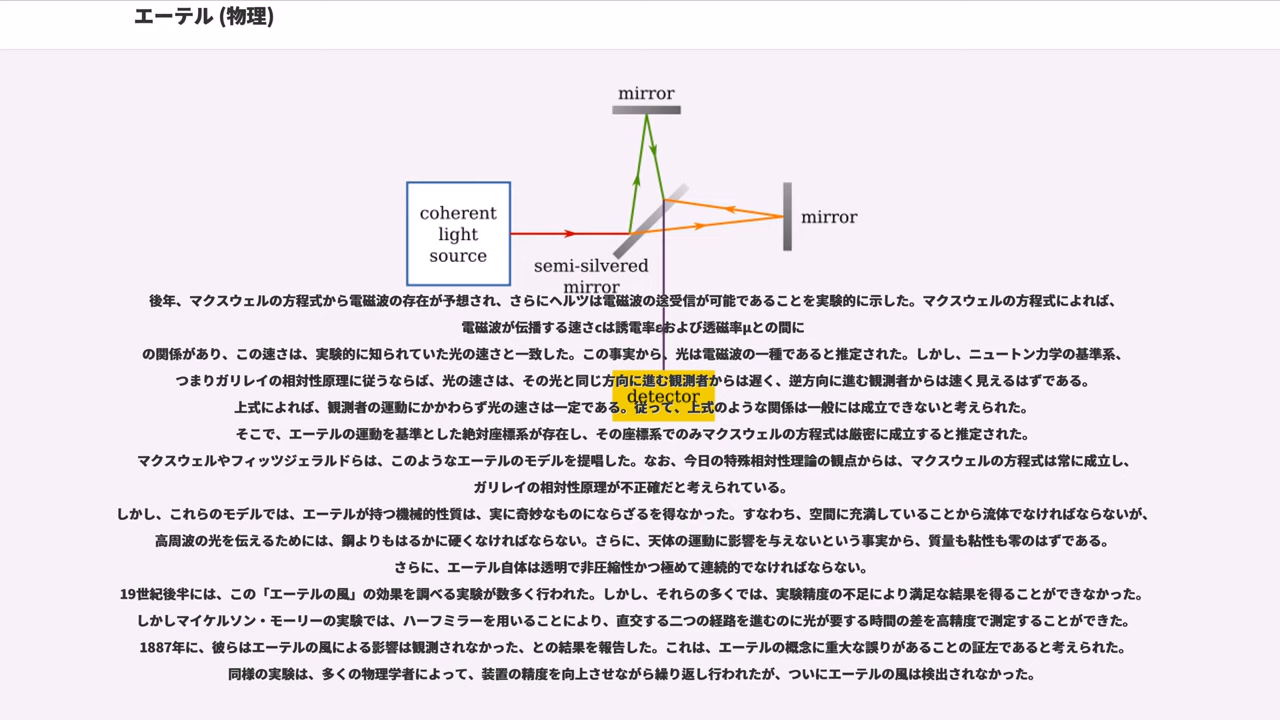 エーテル (物理)
mirror
coherent
light
source
mirror
semi-silvered
mirror
detector
後年、マクスウェルの方程式から電磁波の存在が予想され、さらにヘルツは電磁波の送受信が可能であることを実験的に示した。マクスウェルの方程式によれば、
電磁波が伝播する速さcは誘電率εおよび透磁率μとの間に
の関係があり、この速さは、実験的に知られていた光の速さと一致した。この事実から、光は電磁波の一種であると推定された。しかし、ニュートン力学の基準系、
つまりガリレイの相対性原理に従うならば、光の速さは、その光と同じ方向に進む観測者からは遅く、逆方向に進む観測者からは速く見えるはずである。
上式によれば、観測者の運動にかかわらず光の速さは一定である。従って、上式のような関係は一般には成立できないと考えられた。
そこで、エーテルの運動を基準とした絶対座標系が存在し、その座標系でのみマクスウェルの方程式は厳密に成立すると推定された。
マクスウェルやフィッツジェラルドらは、このようなエーテルのモデルを提唱した。なお、今日の特殊相対性理論の観点からは、マクスウェルの方程式は常に成立し、
ガリレイの相対性原理が不正確だと考えられている。
しかし、これらのモデルでは、エーテルが持つ機械的性質は、実に奇妙なものにならざるを得なかった。すなわち、空間に充満していることから流体でなければならないが、
高周波の光を伝えるためには、鋼よりもはるかに硬くなければならない。さらに、天体の運動に影響を与えないという事実から、質量も粘性も零のはずである。
さらに、エーテル自体は透明で非圧縮性かつ極めて連続的でなければならない。
19世紀後半には、この「エーテルの風」の効果を調べる実験が数多く行われた。しかし、それらの多くでは、実験精度の不足により満足な結果を得ることができなかった。
しかしマイケルソン・モーリーの実験では、ハーフミラーを用いることにより、直交する二つの経路を進むのに光が要する時間の差を高精度で測定することができた。
1887年に、彼らはエーテルの風による影響は観測されなかった、との結果を報告した。これは、エーテルの概念に重大な誤りがあることの証左であると考えられた。
同様の実験は、多くの物理学者によって、装置の精度を向上させながら繰り返し行われたが、ついにエーテルの風は検出されなかった。